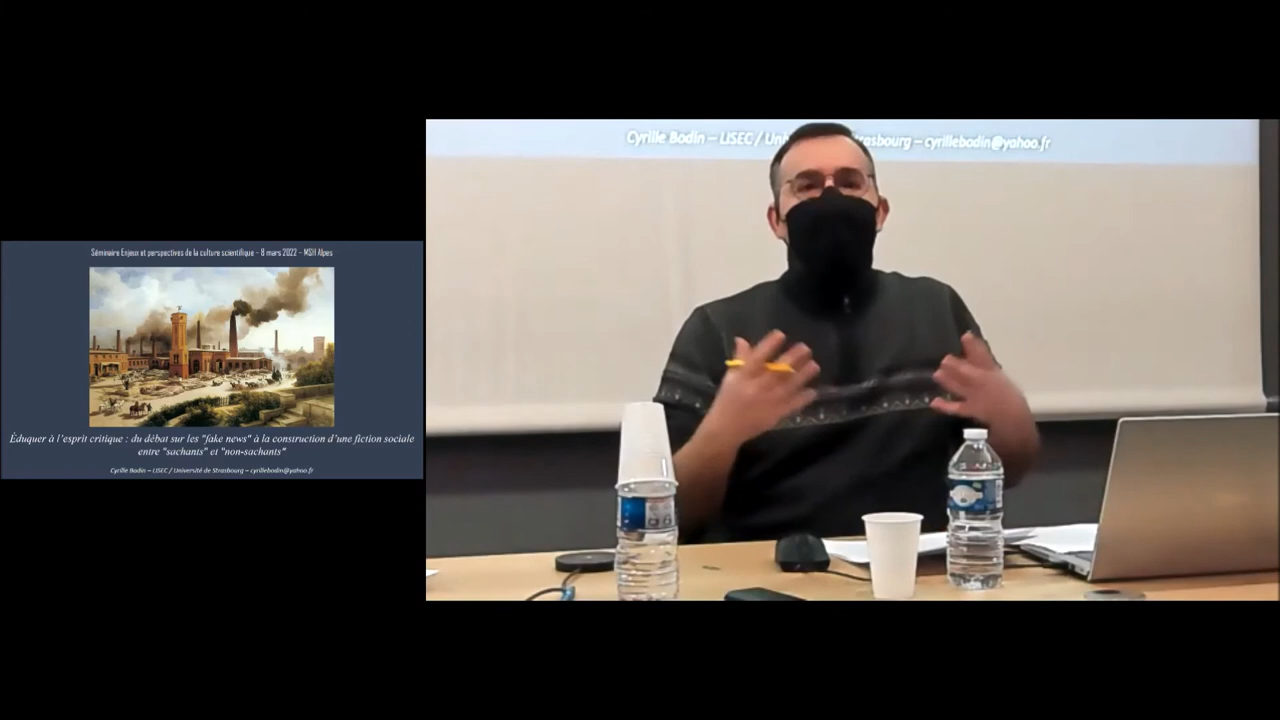 Séminaire Enjeux et perspectives de la culture scientifique – 8 mars 2022 – MSH Alpes
Éduquer à l'esprit critique : du débat sur les "fake news" à la construction d'une fiction sociale
entre "sachants" et "non-sachants"
Cyrille Bodin – LISEC / Université de Strasbourg – cyrillebodin@yahoo.fr
Cyrille Bodin – LISEC / Uni rasbourg – cyrillebodin@yahoo.fr